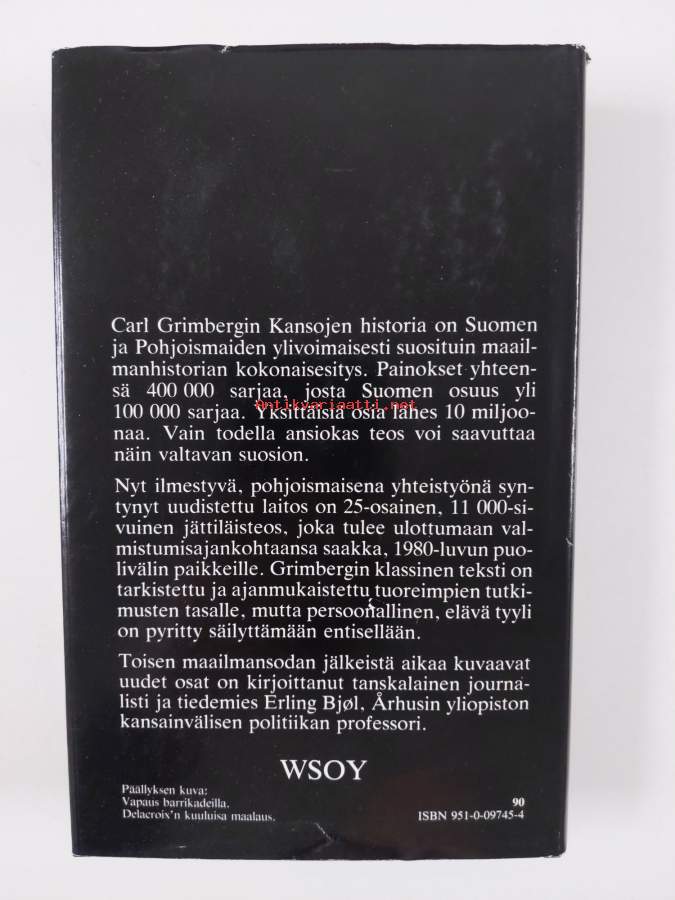 Carl Grimbergin Kansojen historia on Suomen
ja Pohjoismaiden ylivoimaisesti suosituin maail-
manhistorian kokonaisesitys. Painokset yhteen-
sä 400 000 sarjaa, josta Suomen osuus yli
100 000 sarjaa. Yksittäisiä osia lähes 10 miljoo-
Antikvariaatti.net
naa. Vain todella ansiokas teos voi saavuttaa
näin valtavan suosion.
Nyt ilmestyvä, pohjoismaisena yhteistyönä syn-
tynyt uudistettu laitos on 25-osainen, 11 000-si-
vuinen jättiläisteos, joka tulee ulottumaan val-
mistumisajankohtaansa saakka, 1980-luvun puo-
livälin paikkeille. Grimbergin klassinen teksti on
tarkistettu ja ajanmukaistettu tuoreimpien tutki-
musten tasalle, mutta persoonallinen, elävä tyyli
on pyritty säilyttämään entisellään.
Toisen maailmansodan jälkeistä aikaa kuvaavat
uudet osat on kirjoittanut tanskalainen journa-
listi ja tiedemies Erling Bjøl, Århusin yliopiston
kansainvälisen politiikan professori.
WSOY
Päällyksen kuva:
Vapaus barrikadeilla.
Delacroix'n kuuluisa maalaus.
90
ISBN 951-0-09745-4